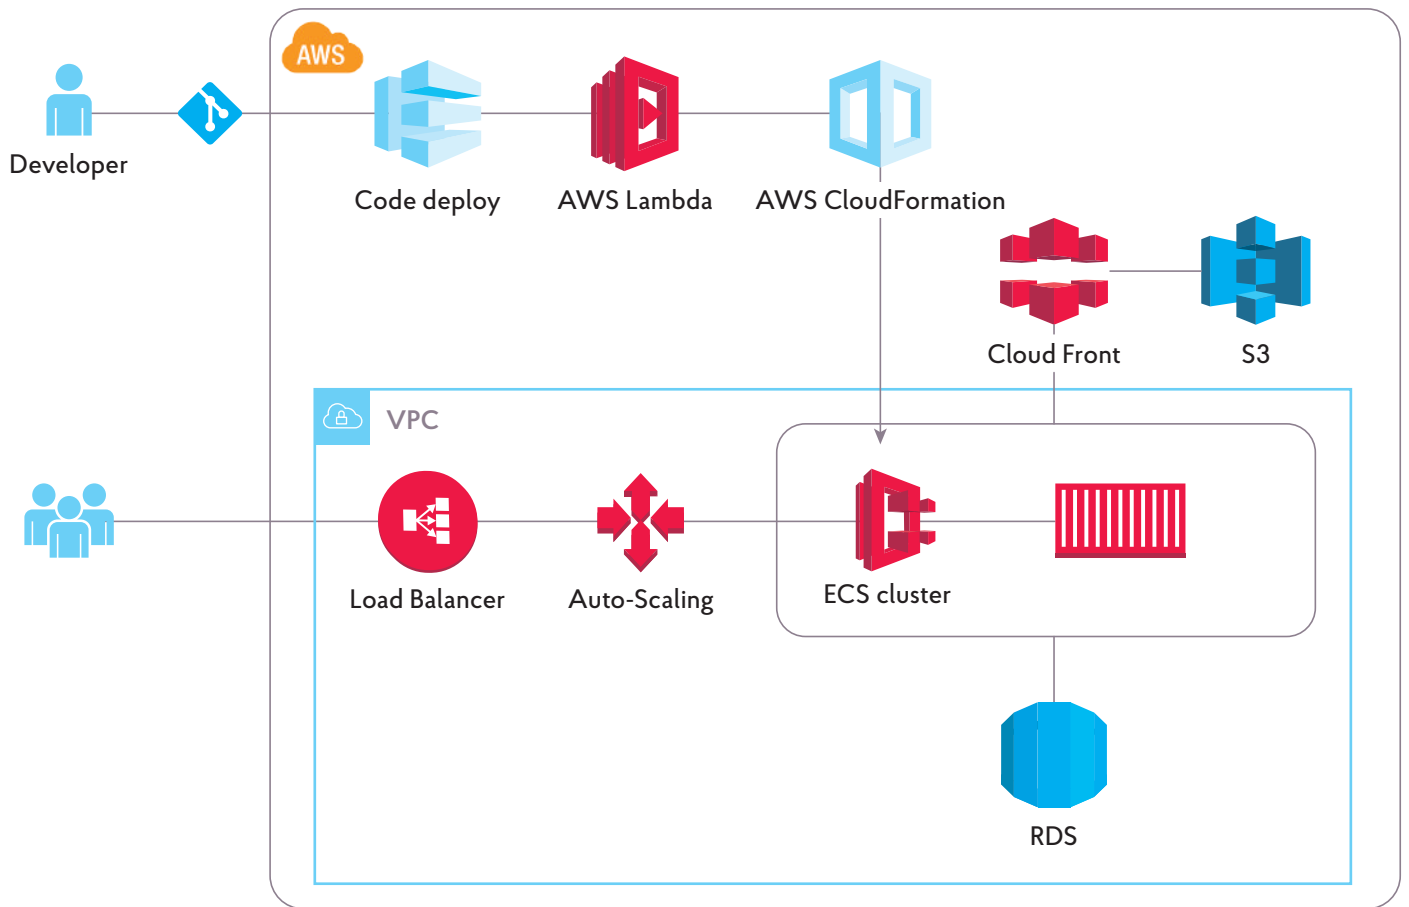 AWS
Developer
Code deploy
AWS Lambda
AWS CloudFormation
Cloud Front
S3
VPC
Load Balancer
Auto-Scaling
ECS cluster
RDS